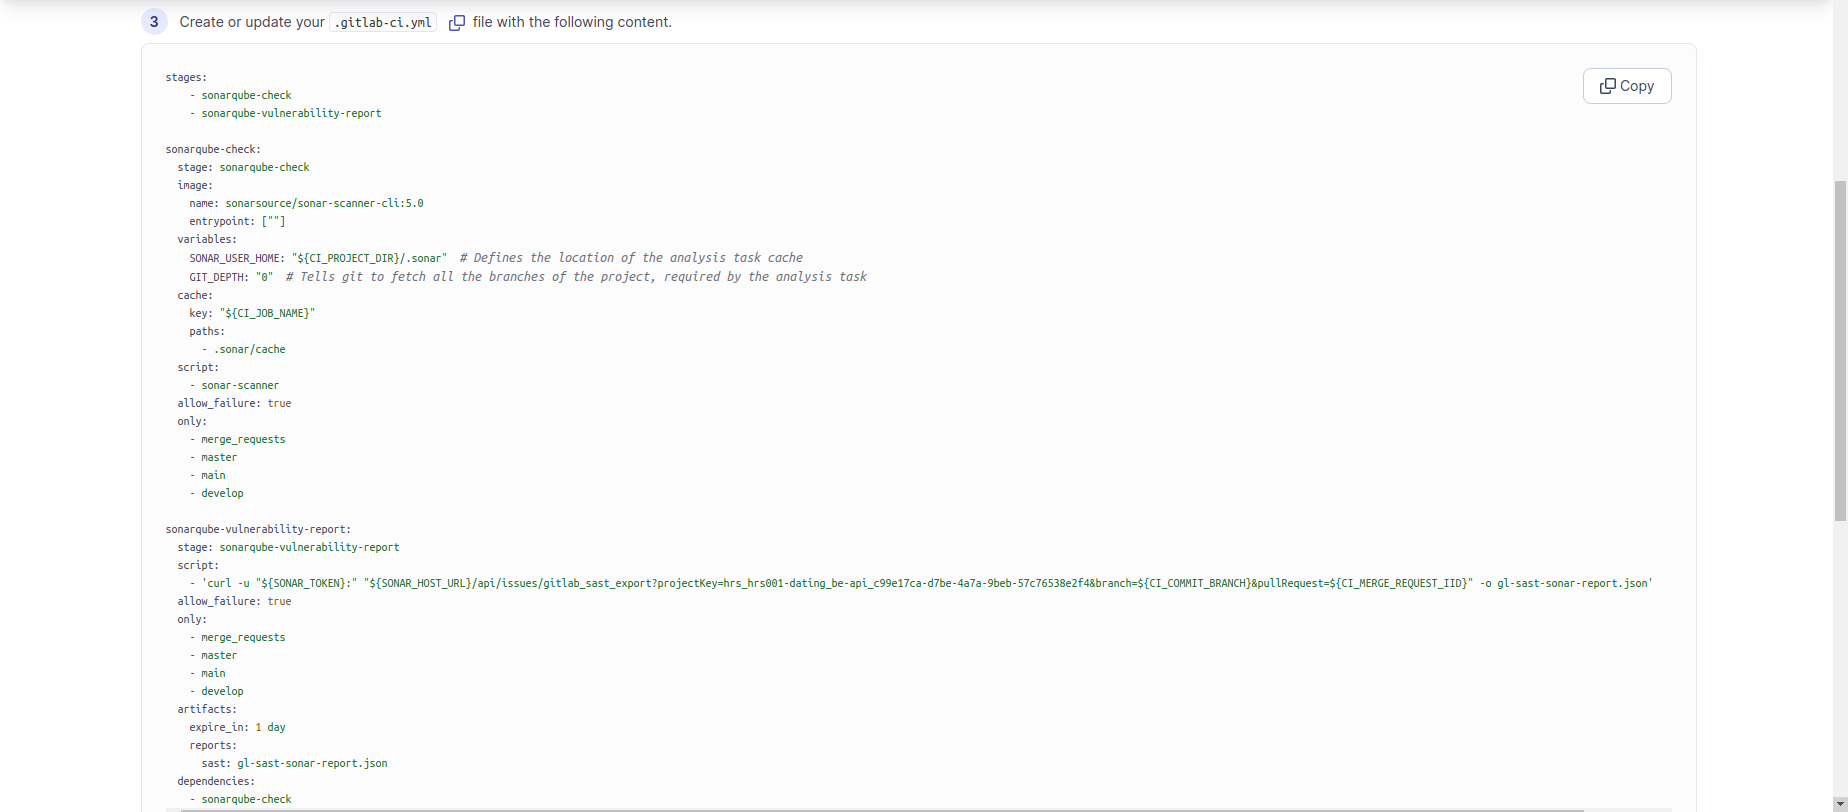 3 Create or update your .gitlab-ci.yml file with the following content.
Copy
stages:
    - sonarqube-check
    - sonarqube-vulnerability-report

sonarqube-check:
  stage: sonarqube-check
  image:
    name: sonarsource/sonar-scanner-cli:5.0
    entrypoint: [""]
  variables:
    SONAR_USER_HOME: "${CI_PROJECT_DIR}/.sonar"  # Defines the location of the analysis task cache
    GIT_DEPTH: "0"  # Tells git to fetch all the branches of the project, required by the analysis task
  cache:
    key: "${CI_JOB_NAME}"
    paths:
      - .sonar/cache
  script:
    - sonar-scanner
  allow_failure: true
  only:
    - merge_requests
    - master
    - main
    - develop

sonarqube-vulnerability-report:
  stage: sonarqube-vulnerability-report
  script:
    - 'curl -u "${SONAR_TOKEN}:" "${SONAR_HOST_URL}/api/issues/gitlab_sast_export?projectKey=hrs_hrs001-dating_be-api_c99e17ca-d7be-4a7a-9beb-57c76538e2f4&branch=${CI_COMMIT_BRANCH}&pullRequest=${CI_MERGE_REQUEST_IID}" -o gl-sast-sonar-report.json'
  allow_failure: true
  only:
    - merge_requests
    - master
    - main
    - develop
  artifacts:
    expire_in: 1 day
    reports:
      sast: gl-sast-sonar-report.json
  dependencies:
    - sonarqube-check